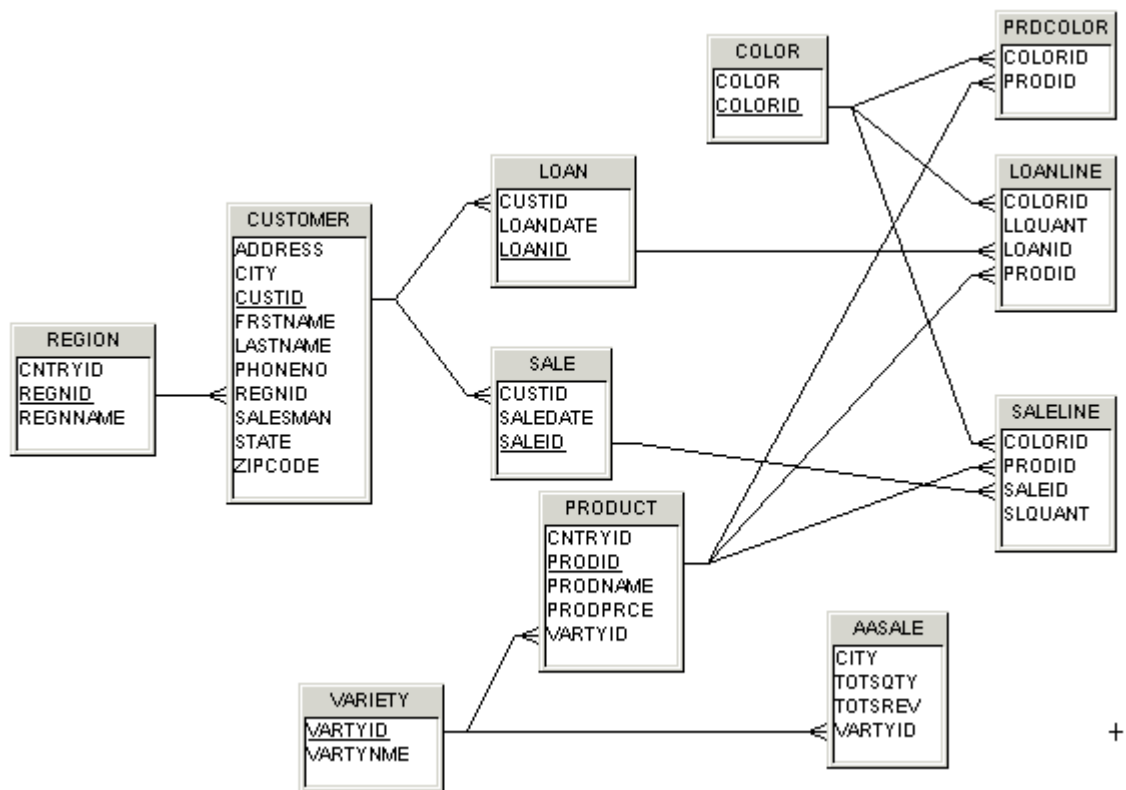 COLOR
COLOR
COLORID
PRDCOLOR
COLORID
PRODID
LOAN
CUSTID
LOANDATE
LOANID
LOANLINE
COLORID
LLQUANT
LOANID
PRODID
CUSTOMER
ADDRESS
CITY
CUSTID
FRSTNAME
LASTNAME
PHONENO
REGNID
SALESMAN
STATE
ZIPCODE
REGION
CNTRYID
REGNID
REGNNAME
SALE
CUSTID
SALEDATE
SALEID
SALELINE
COLORID
PRODID
SALEID
SLQUANT
PRODUCT
CNTRYID
PRODID
PRODNAME
PRODPRCE
VARTYID
AASALE
CITY
TOTSQTY
TOTSREV
VARTYID
VARIETY
VARTYID
VARTYNME
+